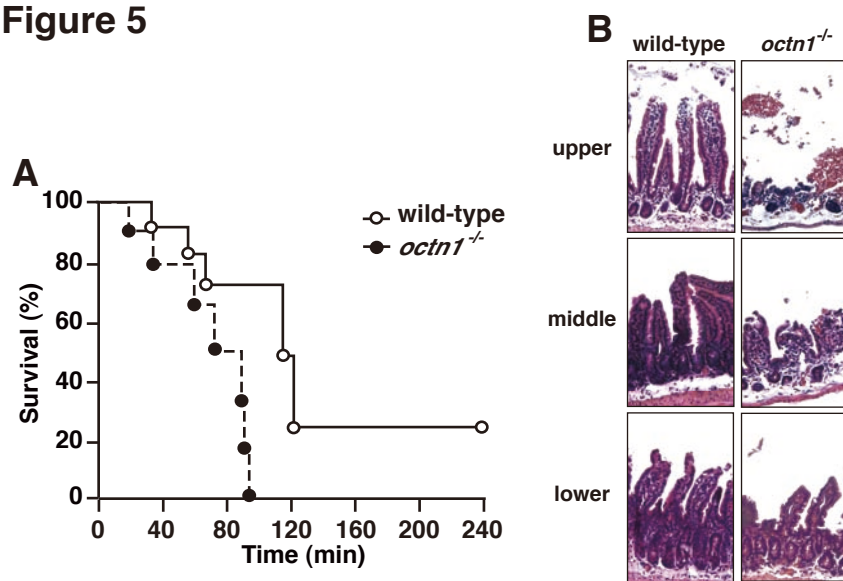 Figure 5
A
100
80
60
40
20
0
Survival (%)
0 40 80 120 160 200 240
Time (min)
wild-type
octn1-/-
B
wild-type octn1-/-
upper
middle
lower